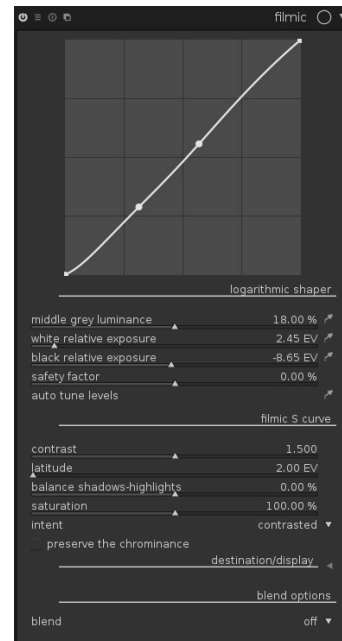 filmic
logarithmic shaper
middle grey luminance 18.00 %
white relative exposure 2.45 EV
black relative exposure -8.65 EV
safety factor 0.00 %
auto tune levels
filmic S curve
contrast 1.500
latitude 2.00 EV
balance shadows-highlights 0.00 %
saturation 100.00 %
intent contrasted
preserve the chrominance
destination/display
blend options
blend off